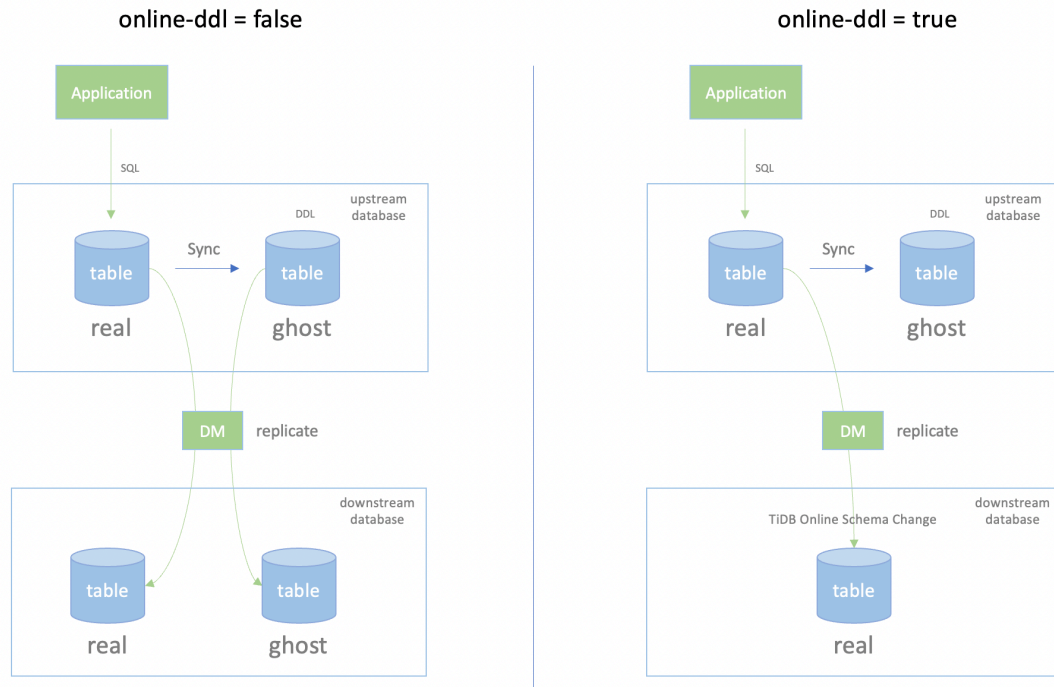 online-ddl = false
Application
SQL
upstream
database
DDL
Sync
table
table
real
ghost
DM
replicate
downstream
database
table
table
real
ghost
online-ddl = true
Application
SQL
upstream
database
DDL
Sync
table
table
real
ghost
DM
replicate
downstream
database
TiDB Online Schema Change
table
real